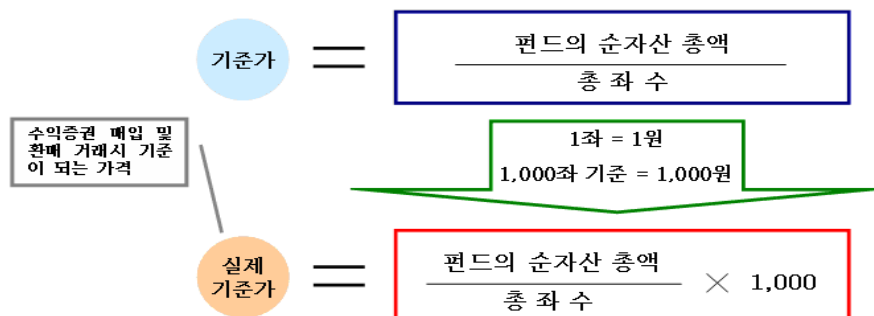 기준가
펀드의 순자산 총액
총 좌 수
수익증권 매입 및
환매 거래시 기준
이 되는 가격
1좌 = 1원
1,000좌 기준 = 1,000원
실제
기준가
펀드의 순자산 총액
총 좌 수
× 1,000